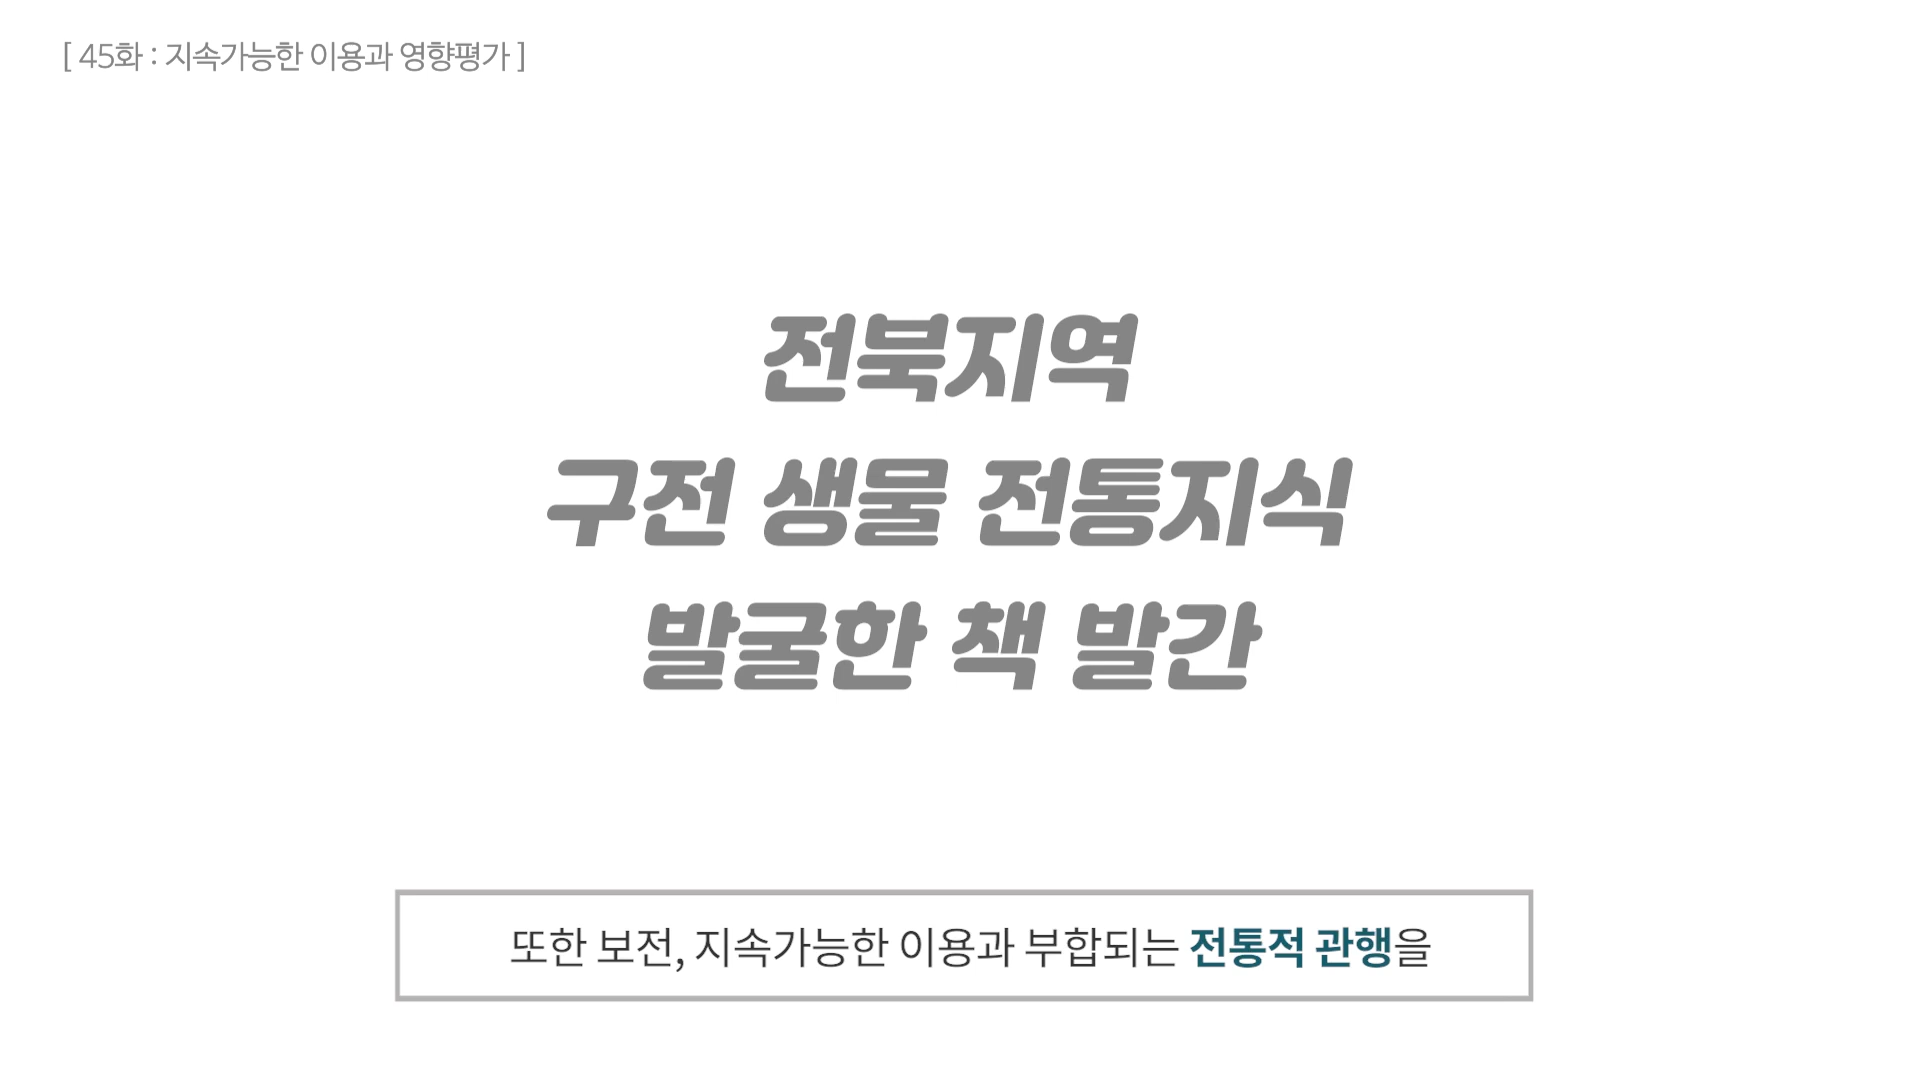 [ 45화 : 지속가능한 이용과 영향평가 ]
전북지역
구전 생물 전통지식
발굴한 책 발간
또한 보전, 지속가능한 이용과 부합되는 전통적 관행을